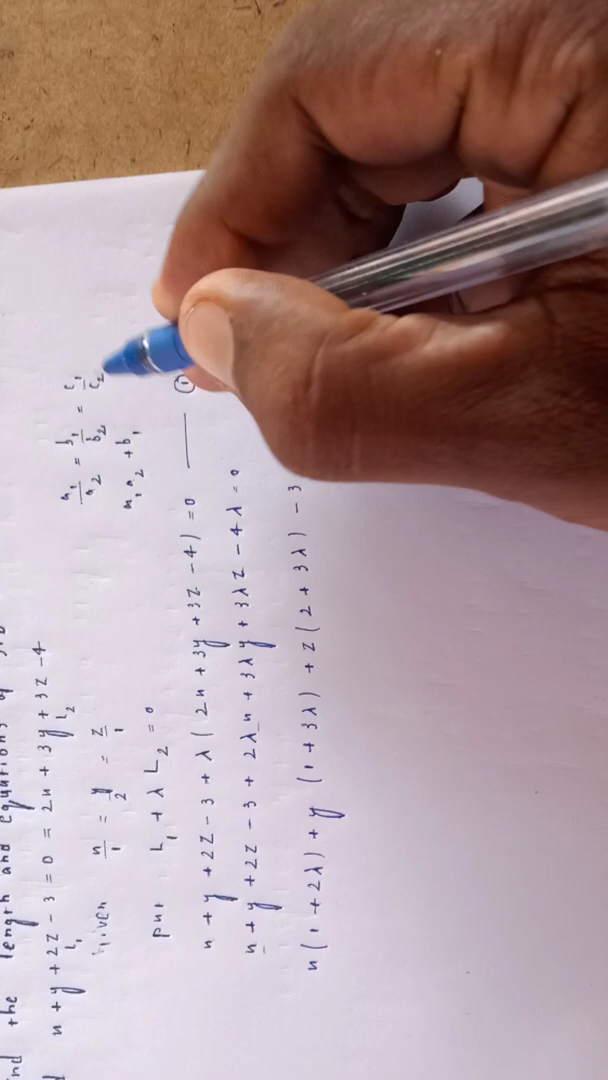 the length and equations of
x + y + 2z - 3 = 0 = 2x + 3y + 3z - 4
L₁ L₂
Given x/1 = y/2 = z/1
a₁/a₂ = b₁/b₂ = c₁/c₂
a₁a₂ + b₁
put L₁ + λ L₂ = 0
x + y + 2z - 3 + λ ( 2x + 3y + 3z - 4) = 0 —— ①
x + y + 2z - 3 + 2λx + 3λy + 3λz - 4λ = 0
x ( 1 + 2λ) + y (1 + 3λ) + z ( 2 + 3λ) - 3